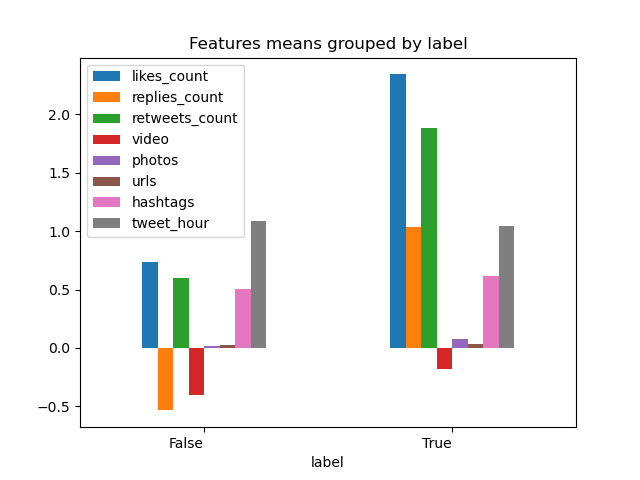 Features means grouped by label
likes_count
replies_count
retweets_count
video
photos
urls
hashtags
tweet_hour
2.0
1.5
1.0
0.5
0.0
−0.5
False
True
label